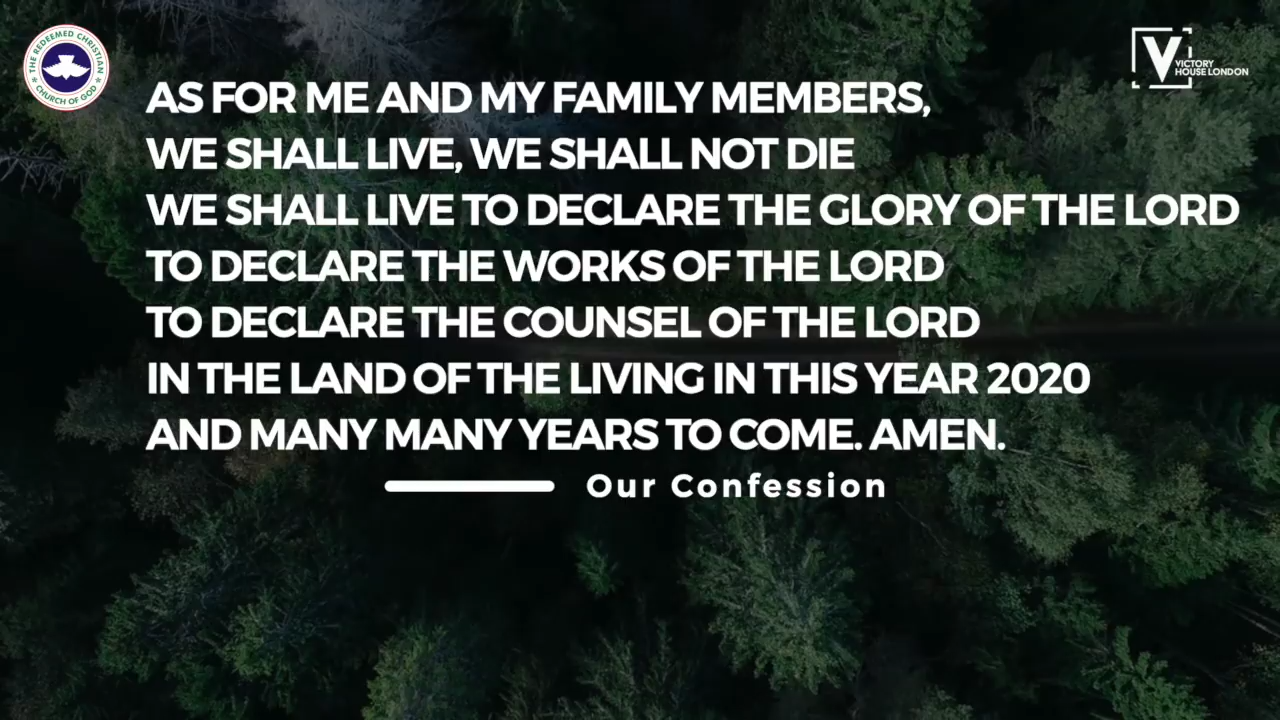 THE REDEEMED CHRISTIAN
CHURCH OF GOD
V
VICTORY
HOUSE LONDON
AS FOR ME AND MY FAMILY MEMBERS,
WE SHALL LIVE, WE SHALL NOT DIE
WE SHALL LIVE TO DECLARE THE GLORY OF THE LORD
TO DECLARE THE WORKS OF THE LORD
TO DECLARE THE COUNSEL OF THE LORD
IN THE LAND OF THE LIVING IN THIS YEAR 2020
AND MANY MANY YEARS TO COME. AMEN.
Our Confession